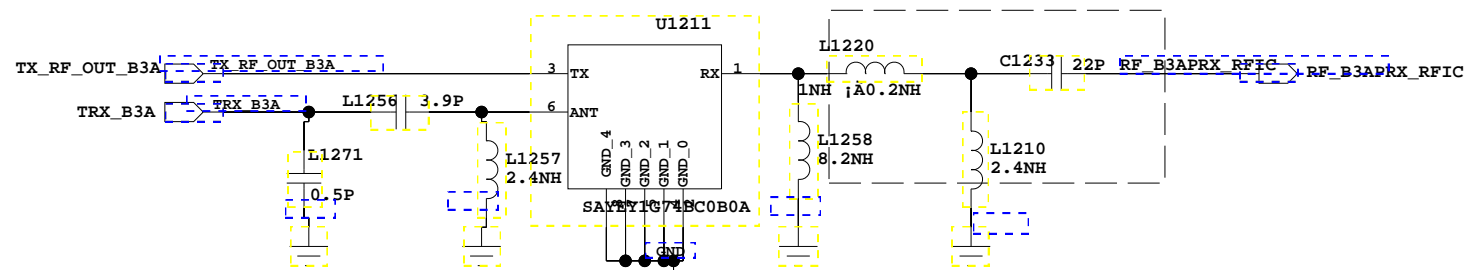 U1211
L1220
TX_RF_OUT_B3A
TX_RF_OUT_B3A
3
TX
RX
1
C1233
22P
RF_B3APRX_RFIC
RF_B3APRX_RFIC
1NH
¡A0.2NH
TRX_B3A
TRX_B3A
L1256
3.9P
6
ANT
L1271
0.5P
L1257
2.4NH
GND_4
GND_3
GND_2
GND_1
GND_0
L1258
8.2NH
L1210
2.4NH
SAYEY1G74BC0B0A
GND